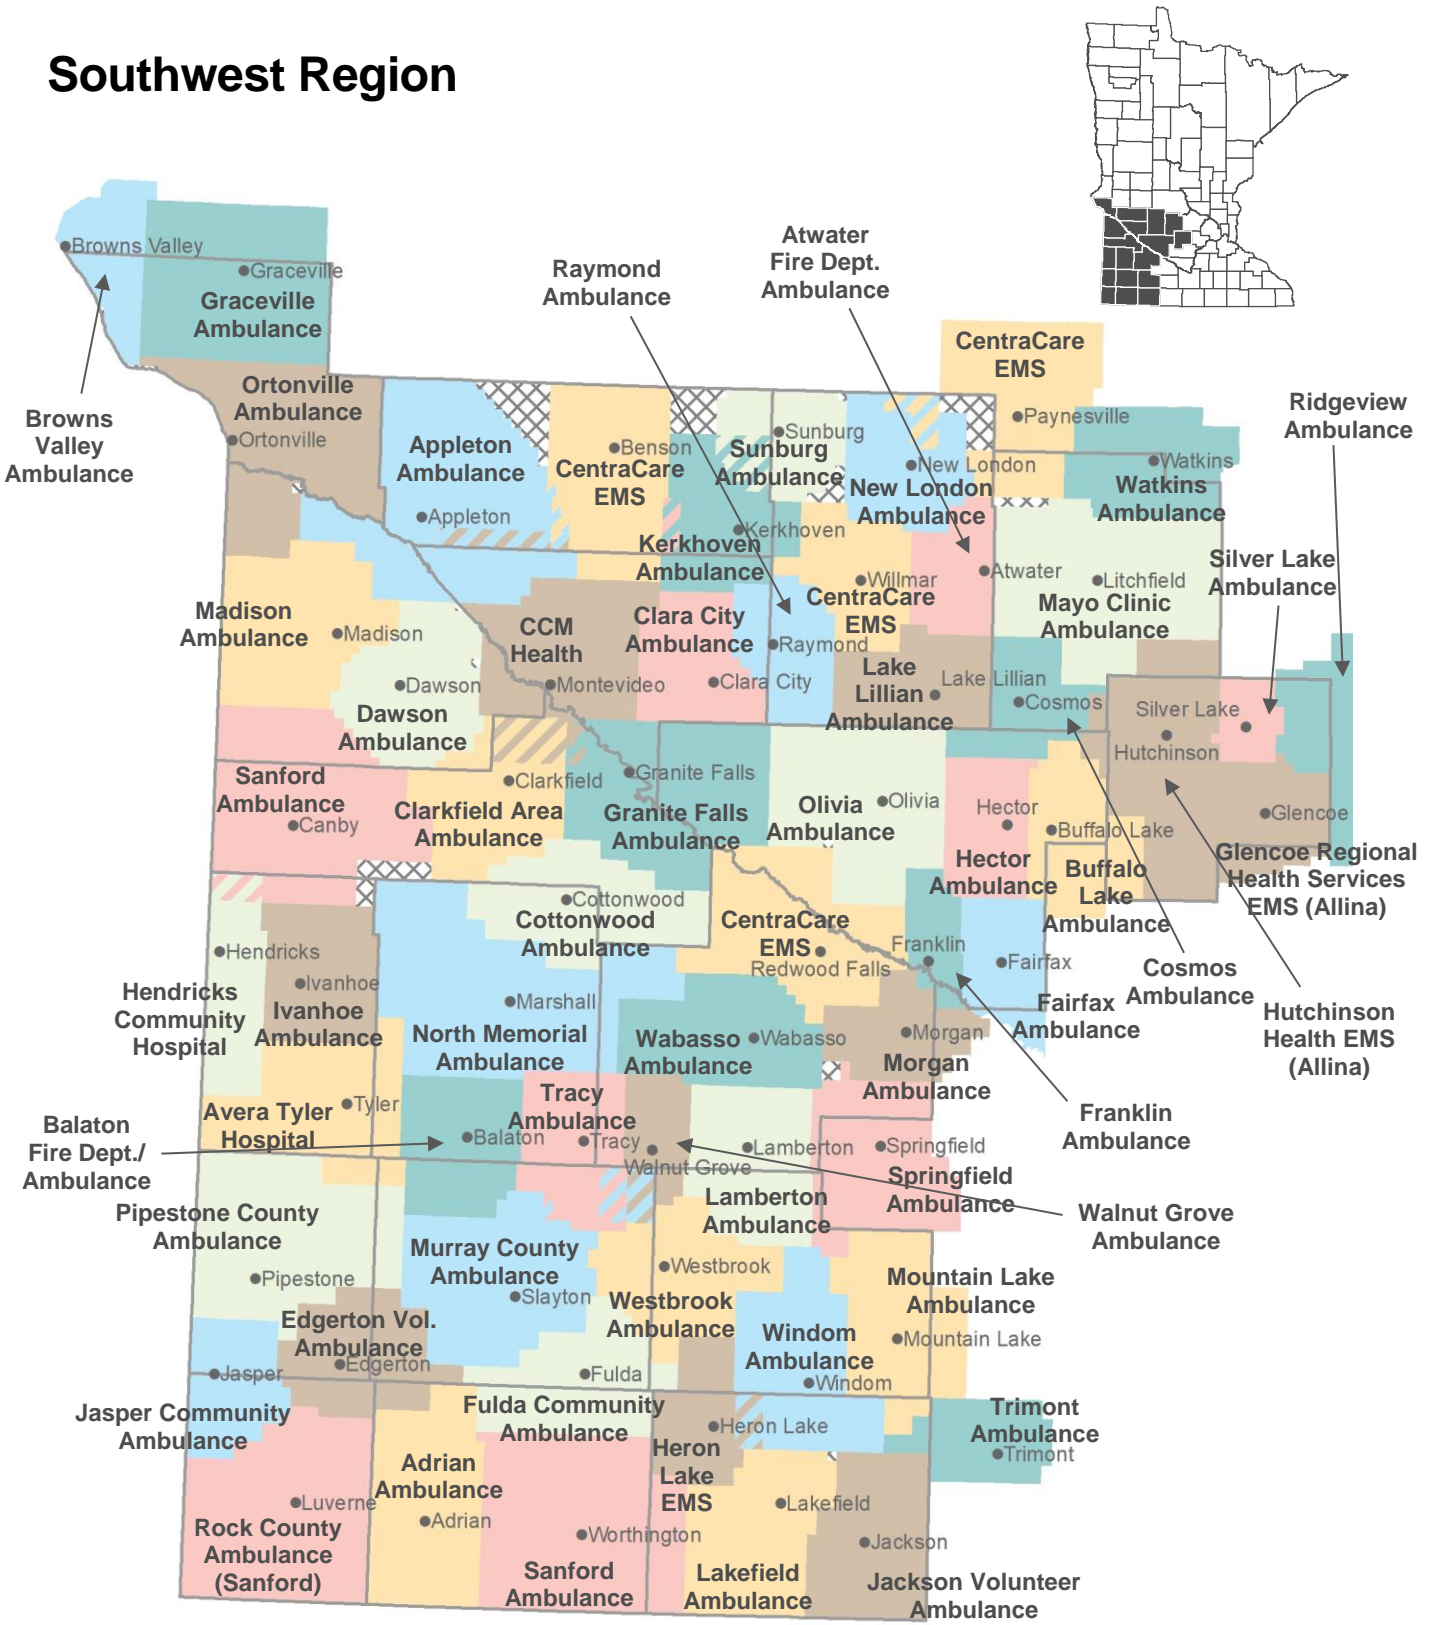 Southwest Region
Browns Valley
Graceville
Graceville
Ambulance
Browns
Valley
Ambulance
Ortonville
Ambulance
Ortonville
Raymond
Ambulance
Atwater
Fire Dept.
Ambulance
CentraCare
EMS
Paynesville
Ridgeview
Ambulance
Appleton
Ambulance
Appleton
Benson
CentraCare
EMS
Sunburg
Sunburg
Ambulance
New London
New London
Ambulance
Watkins
Watkins
Ambulance
Kerkhoven
Kerkhoven
Ambulance
Willmar
CentraCare
EMS
Atwater
Litchfield
Mayo Clinic
Ambulance
Silver Lake
Ambulance
Madison
Ambulance
Madison
CCM
Health
Montevideo
Clara City
Ambulance
Clara City
Raymond
Lake
Lillian
Ambulance
Lake Lillian
Cosmos
Silver Lake
Hutchinson
Dawson
Dawson
Ambulance
Sanford
Ambulance
Canby
Clarkfield
Clarkfield Area
Ambulance
Granite Falls
Granite Falls
Ambulance
Olivia
Olivia
Ambulance
Hector
Hector
Ambulance
Buffalo Lake
Buffalo
Lake
Ambulance
Glencoe
Glencoe Regional
Health Services
EMS (Allina)
Cottonwood
Cottonwood
Ambulance
CentraCare
EMS
Redwood Falls
Franklin
Fairfax
Fairfax
Ambulance
Cosmos
Ambulance
Hutchinson
Health EMS
(Allina)
Hendricks
Hendricks
Community
Hospital
Ivanhoe
Ivanhoe
Ambulance
Marshall
North Memorial
Ambulance
Wabasso
Wabasso
Ambulance
Morgan
Morgan
Ambulance
Franklin
Ambulance
Balaton
Fire Dept./
Ambulance
Avera Tyler
Hospital
Tyler
Balaton
Tracy
Ambulance
Tracy
Walnut Grove
Lamberton
Lamberton
Ambulance
Springfield
Springfield
Ambulance
Walnut Grove
Ambulance
Pipestone County
Ambulance
Pipestone
Murray County
Ambulance
Slayton
Westbrook
Westbrook
Ambulance
Windom
Ambulance
Windom
Mountain Lake
Ambulance
Mountain Lake
Edgerton Vol.
Ambulance
Edgerton
Jasper
Jasper Community
Ambulance
Fulda
Fulda Community
Ambulance
Heron Lake
Heron
Lake
EMS
Trimont
Ambulance
Trimont
Luverne
Rock County
Ambulance
(Sanford)
Adrian
Ambulance
Adrian
Worthington
Sanford
Ambulance
Lakefield
Lakefield
Ambulance
Jackson
Jackson Volunteer
Ambulance